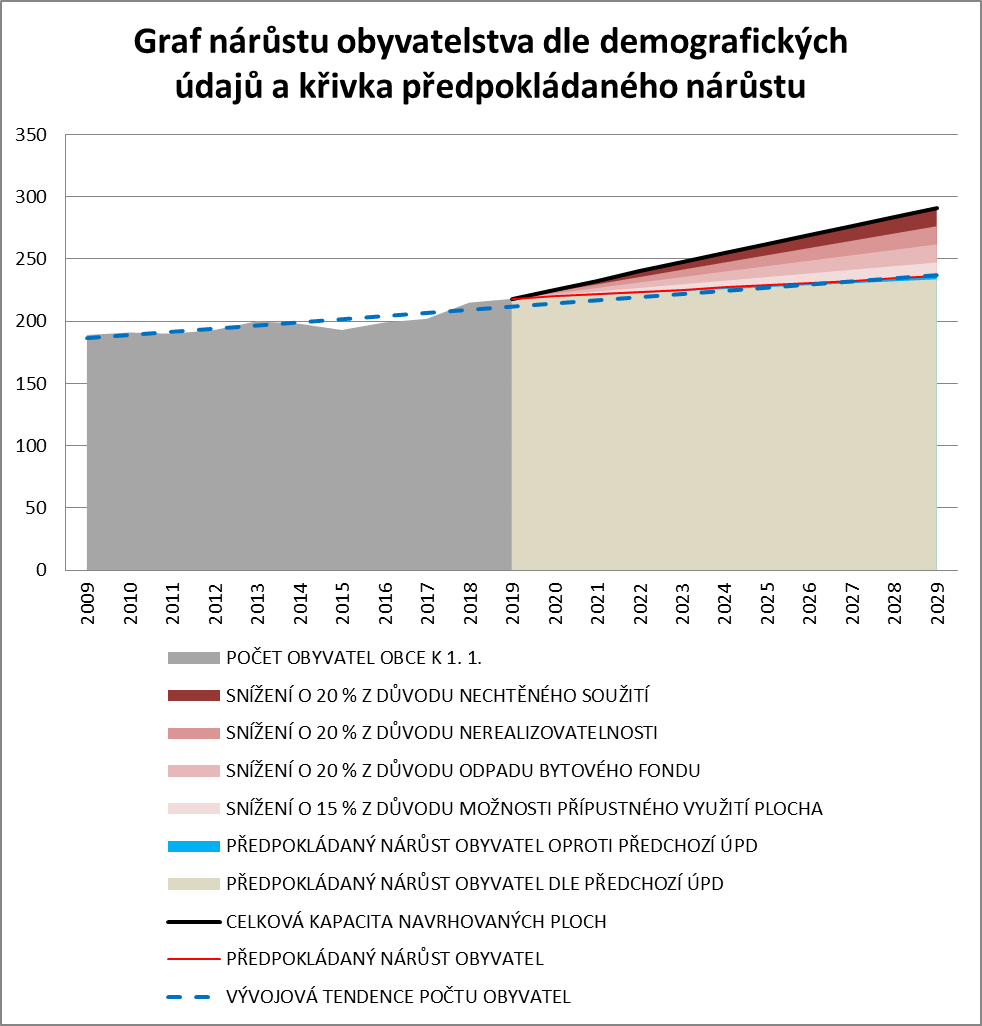 Graf nárůstu obyvatelstva dle demografických
údajů a křivka předpokládaného nárůstu
350
300
250
200
150
100
50
0
2009 2010 2011 2012 2013 2014 2015 2016 2017 2018 2019 2020 2021 2022 2023 2024 2025 2026 2027 2028 2029
POČET OBYVATEL OBCE K 1. 1.
SNÍŽENÍ O 20 % Z DŮVODU NECHTĚNÉHO SOUŽITÍ
SNÍŽENÍ O 20 % Z DŮVODU NEREALIZOVATELNOSTI
SNÍŽENÍ O 20 % Z DŮVODU ODPADU BYTOVÉHO FONDU
SNÍŽENÍ O 15 % Z DŮVODU MOŽNOSTI PŘÍPUSTNÉHO VYUŽITÍ PLOCHA
PŘEDPOKLÁDANÝ NÁRŮST OBYVATEL OPROTI PŘEDCHOZÍ ÚPD
PŘEDPOKLÁDANÝ NÁRŮST OBYVATEL DLE PŘEDCHOZÍ ÚPD
CELKOVÁ KAPACITA NAVRHOVANÝCH PLOCH
PŘEDPOKLÁDANÝ NÁRŮST OBYVATEL
VÝVOJOVÁ TENDENCE POČTU OBYVATEL